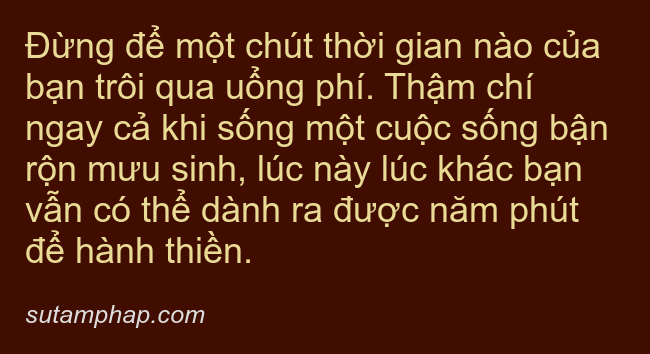 Đừng để một chút thời gian nào của
bạn trôi qua uổng phí. Thậm chí
ngay cả khi sống một cuộc sống bận
rộn mưu sinh, lúc này lúc khác bạn
vẫn có thể dành ra được năm phút
để hành thiền.
sutamphap.com